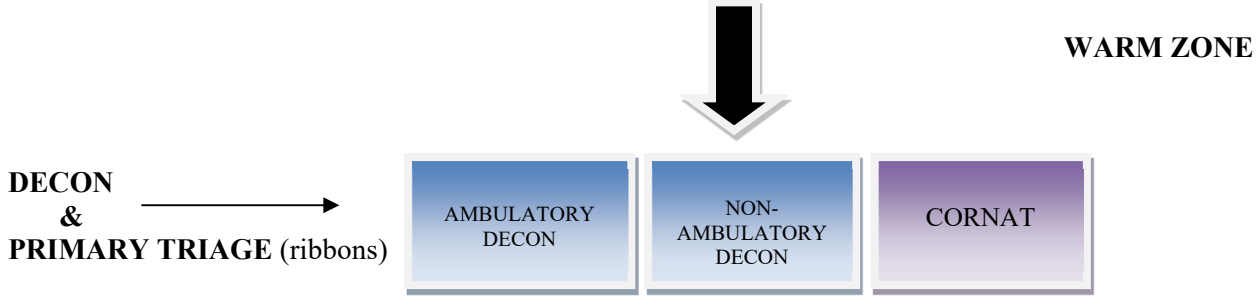 WARM ZONE
DECON
&
PRIMARY TRIAGE (ribbons)
AMBULATORY
DECON
NON-
AMBULATORY
DECON
CORNAT